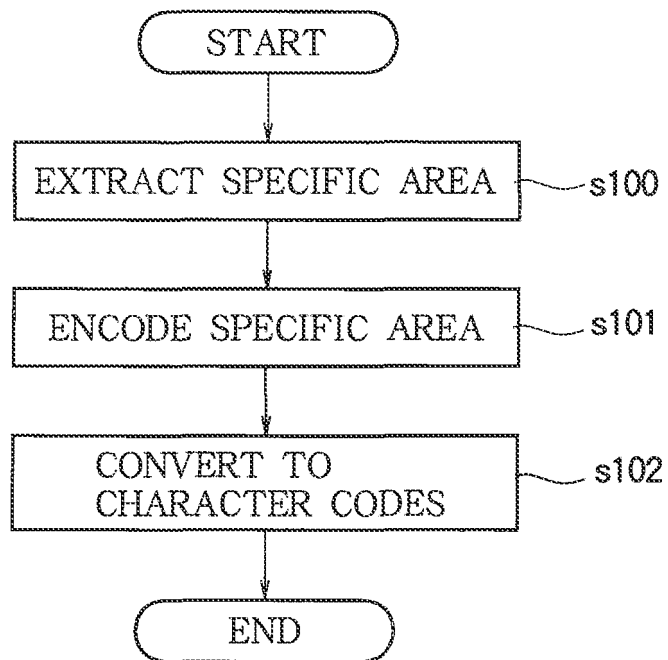 START
EXTRACT SPECIFIC AREA
s100
ENCODE SPECIFIC AREA
s101
CONVERT TO
CHARACTER CODES
s102
END